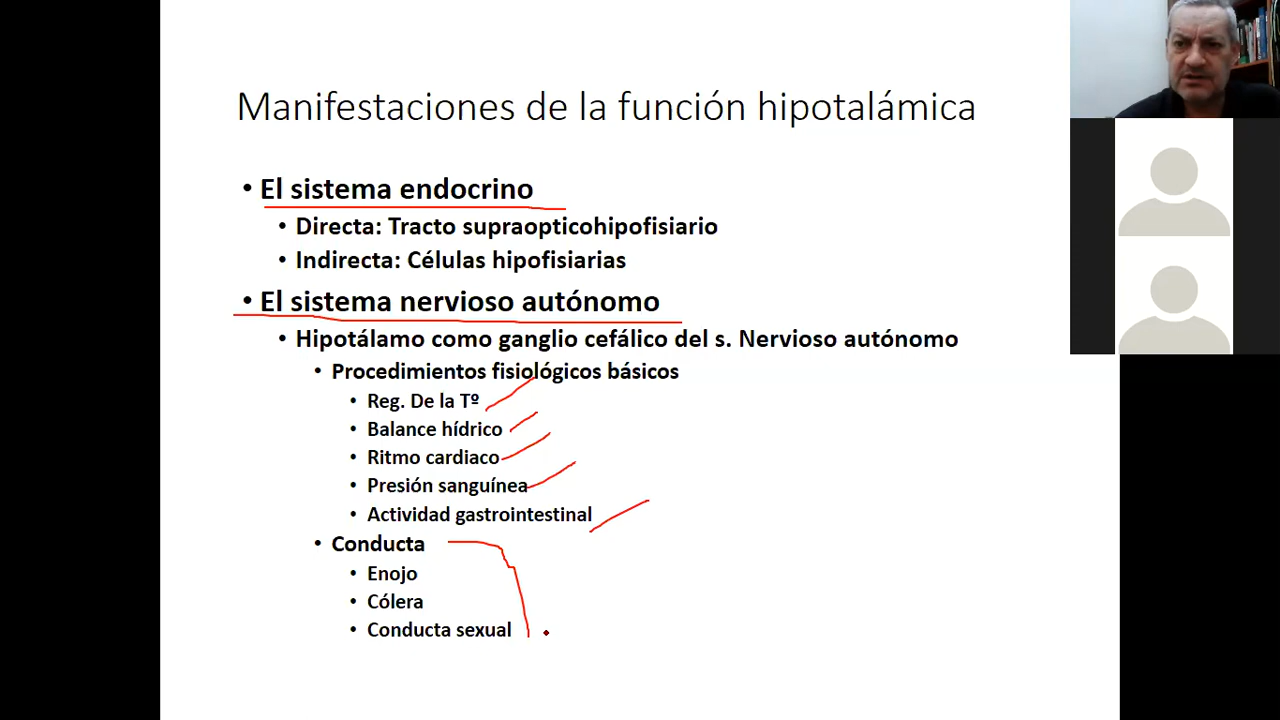 Manifestaciones de la función hipotalámica
• El sistema endocrino
• Directa: Tracto supraopticohipofisiario
• Indirecta: Células hipofisiarias
• El sistema nervioso autónomo
• Hipotálamo como ganglio cefálico del s. Nervioso autónomo
• Procedimientos fisiológicos básicos
• Reg. De la Tº
• Balance hídrico
• Ritmo cardiaco
• Presión sanguínea
• Actividad gastrointestinal
• Conducta
• Enojo
• Cólera
• Conducta sexual